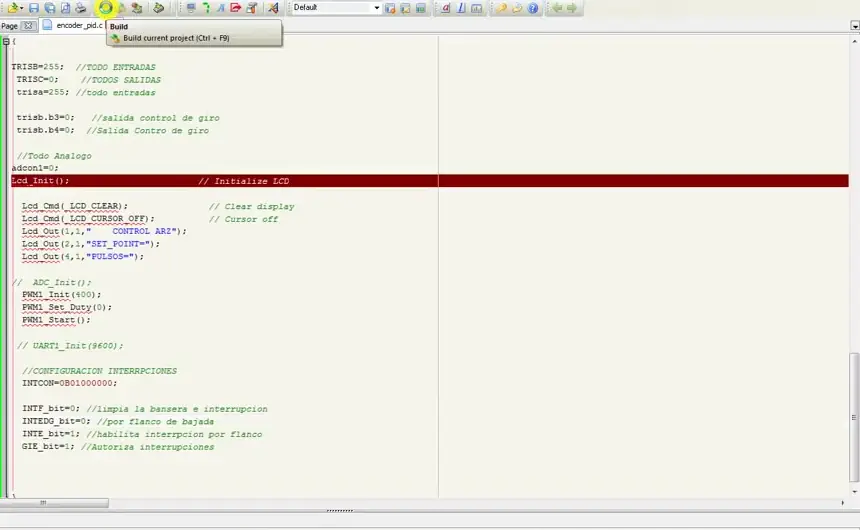 Default
Page
encoder_pid.c
Build
Build current project (Ctrl + F9)
{
TRISB=255; //TODO ENTRADAS
TRISC=0; //TODOS SALIDAS
trisa=255; //todo entradas
trisb.b3=0; //salida control de giro
trisb.b4=0; //Salida Contro de giro
//Todo Analogo
adcon1=0;
Lcd_Init(); // Initialize LCD
Lcd_Cmd(_LCD_CLEAR); // Clear display
Lcd_Cmd(_LCD_CURSOR_OFF); // Cursor off
Lcd_Out(1,1," CONTROL ARZ");
Lcd_Out(2,1,"SET_POINT=");
Lcd_Out(4,1,"PULSOS=");
// ADC_Init();
PWM1_Init(400);
PWM1_Set_Duty(0);
PWM1_Start();
// UART1_Init(9600);
//CONFIGURACION INTERRPCIONES
INTCON=0B01000000;
INTF_bit=0; //limpia la bansera e interrupcion
INTEDG_bit=0; //por flanco de bajada
INTE_bit=1; //habilita interrpcion por flanco
GIE_bit=1; //Autoriza interrupciones
}